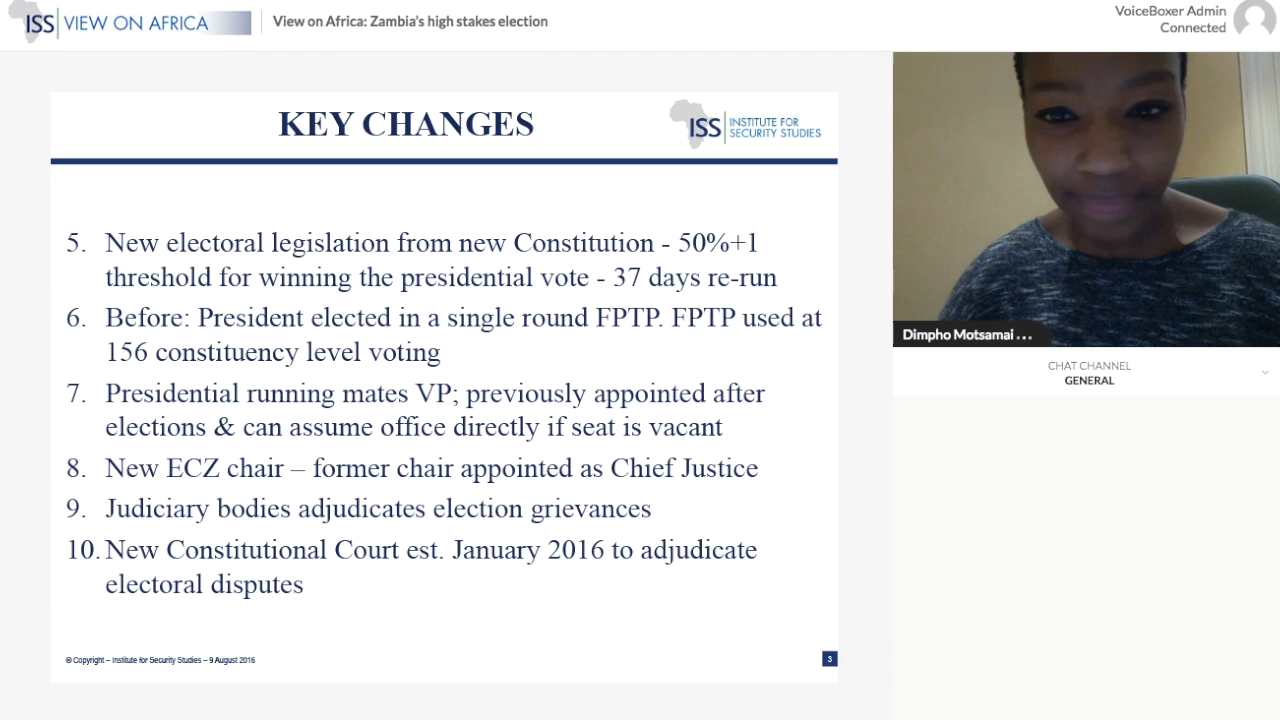 ISS VIEW ON AFRICA
View on Africa: Zambia's high stakes election
VoiceBoxer Admin
Connected
KEY CHANGES
ISS INSTITUTE FOR
SECURITY STUDIES
5. New electoral legislation from new Constitution - 50%+1
threshold for winning the presidential vote - 37 days re-run
6. Before: President elected in a single round FPTP. FPTP used at
156 constituency level voting
7. Presidential running mates VP; previously appointed after
elections & can assume office directly if seat is vacant
8. New ECZ chair – former chair appointed as Chief Justice
9. Judiciary bodies adjudicates election grievances
10. New Constitutional Court est. January 2016 to adjudicate
electoral disputes
© Copyright – Institute for Security Studies – 9 August 2016
3
Dimpho Motsamai ...
CHAT CHANNEL
GENERAL